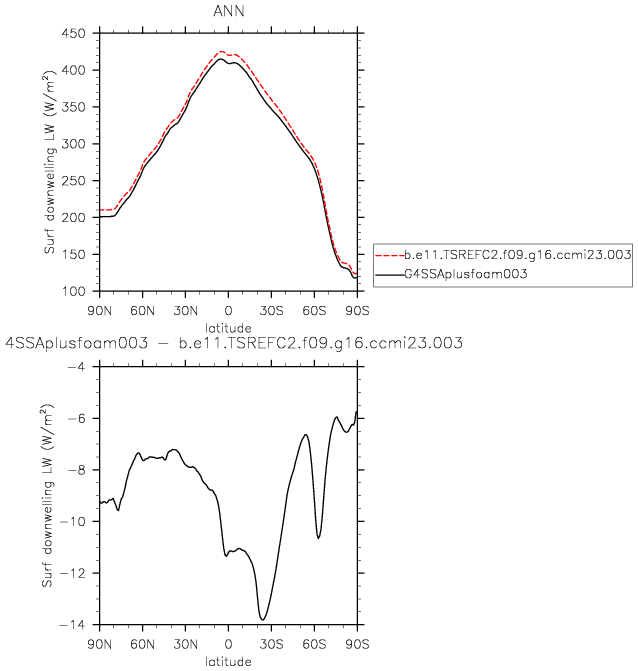 ANN
450
400
350
300
250
200
150
100
Surf downwelling LW (W/m²)
90N 60N 30N 0 30S 60S 90S
latitude
b.e11.TSREFC2.f09.g16.ccmi23.003
G4SSAplusfoam003
4SSAplusfoam003 – b.e11.TSREFC2.f09.g16.ccmi23.003
-4
-6
-8
-10
-12
-14
Surf downwelling LW (W/m²)
90N 60N 30N 0 30S 60S 90S
latitude